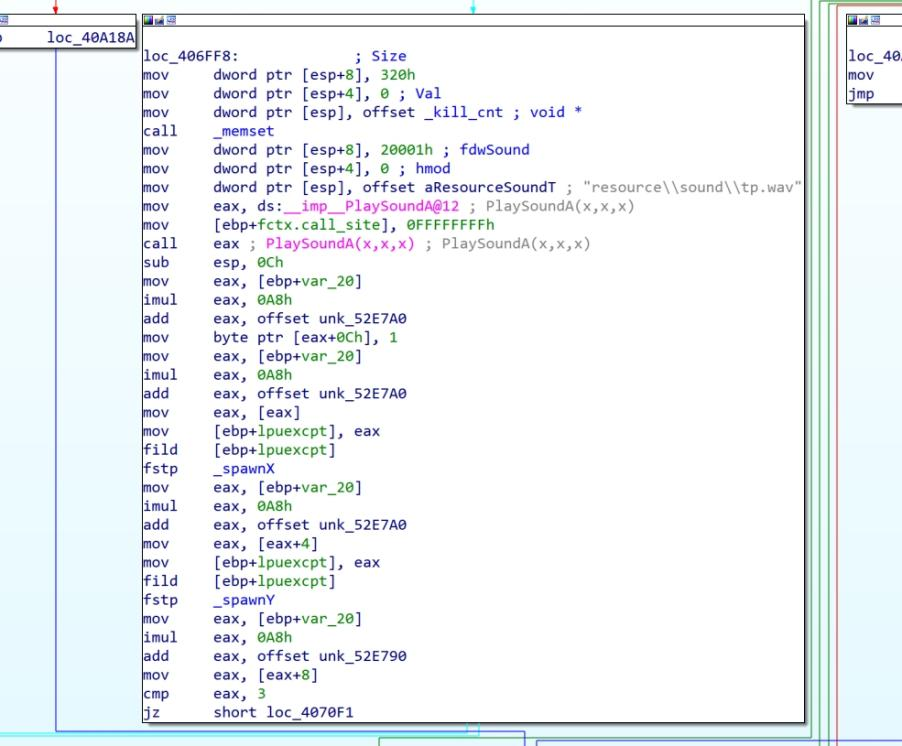 loc_40A18A
loc_406FF8: ; Size
mov dword ptr [esp+8], 320h
mov dword ptr [esp+4], 0 ; Val
mov dword ptr [esp], offset _kill_cnt ; void *
call _memset
mov dword ptr [esp+8], 20001h ; fdwSound
mov dword ptr [esp+4], 0 ; hmod
mov dword ptr [esp], offset aResourceSoundT ; "resource\\sound\\tp.wav"
mov eax, ds:__imp__PlaySoundA@12 ; PlaySoundA(x,x,x)
mov [ebp+fctx.call_site], 0FFFFFFFFh
call eax ; PlaySoundA(x,x,x) ; PlaySoundA(x,x,x)
sub esp, 0Ch
mov eax, [ebp+var_20]
imul eax, 0A8h
add eax, offset unk_52E7A0
mov byte ptr [eax+0Ch], 1
mov eax, [ebp+var_20]
imul eax, 0A8h
add eax, offset unk_52E7A0
mov eax, [eax]
mov [ebp+lpuexcpt], eax
fild [ebp+lpuexcpt]
fstp _spawnX
mov eax, [ebp+var_20]
imul eax, 0A8h
add eax, offset unk_52E7A0
mov eax, [eax+4]
mov [ebp+lpuexcpt], eax
fild [ebp+lpuexcpt]
fstp _spawnY
mov eax, [ebp+var_20]
imul eax, 0A8h
add eax, offset unk_52E790
mov eax, [eax+8]
cmp eax, 3
jz short loc_4070F1
loc_40
mov
jmp